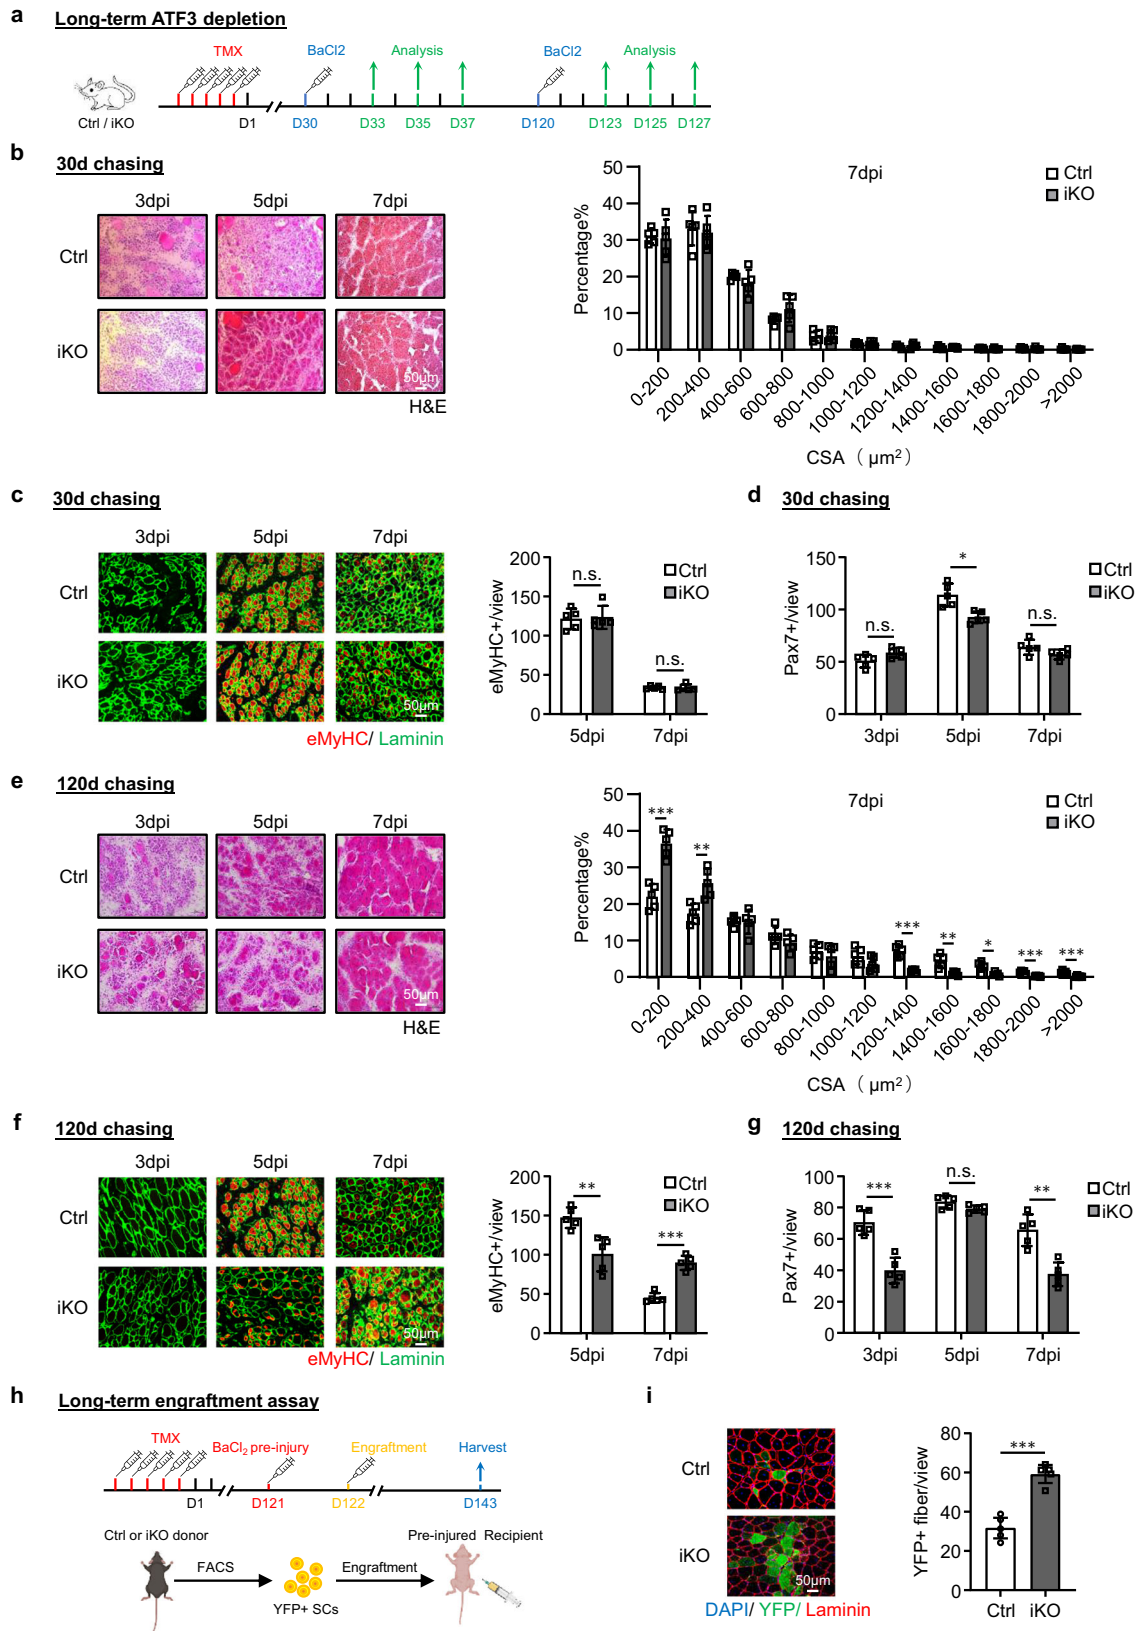 a Long-term ATF3 depletion
TMX BaCl2 Analysis BaCl2 Analysis
Ctrl / iKO D1 D30 D33 D35 D37 D120 D123 D125 D127
b 30d chasing
3dpi 5dpi 7dpi
Ctrl
iKO
50μm
H&E
7dpi
Ctrl
iKO
Percentage%
50
40
30
20
10
0
0-200 200-400 400-600 600-800 800-1000 1000-1200 1200-1400 1400-1600 1600-1800 1800-2000 >2000
CSA ( μm²)
c 30d chasing
3dpi 5dpi 7dpi
Ctrl
iKO
50μm
eMyHC/ Laminin
Ctrl
iKO
eMyHC+/view
200
150
100
50
0
n.s. n.s.
5dpi 7dpi
d 30d chasing
Ctrl
iKO
Pax7+/view
150
100
50
0
n.s. * n.s.
3dpi 5dpi 7dpi
e 120d chasing
3dpi 5dpi 7dpi
Ctrl
iKO
50μm
H&E
7dpi
Ctrl
iKO
Percentage%
50
40
30
20
10
0
*** ** *** ** * *** ***
0-200 200-400 400-600 600-800 800-1000 1000-1200 1200-1400 1400-1600 1600-1800 1800-2000 >2000
CSA ( μm²)
f 120d chasing
3dpi 5dpi 7dpi
Ctrl
iKO
50μm
eMyHC/ Laminin
Ctrl
iKO
eMyHC+/view
200
150
100
50
0
** ***
5dpi 7dpi
g 120d chasing
Ctrl
iKO
Pax7+/view
100
80
60
40
20
0
*** n.s. **
3dpi 5dpi 7dpi
h Long-term engraftment assay
TMX BaCl₂ pre-injury Engraftment Harvest
D1 D121 D122 D143
Ctrl or iKO donor Pre-injured Recipient
FACS Engraftment
YFP+ SCs
i
Ctrl
iKO
50μm
DAPI/ YFP/ Laminin
YFP+ fiber/view
80
60
40
20
0
***
Ctrl iKO